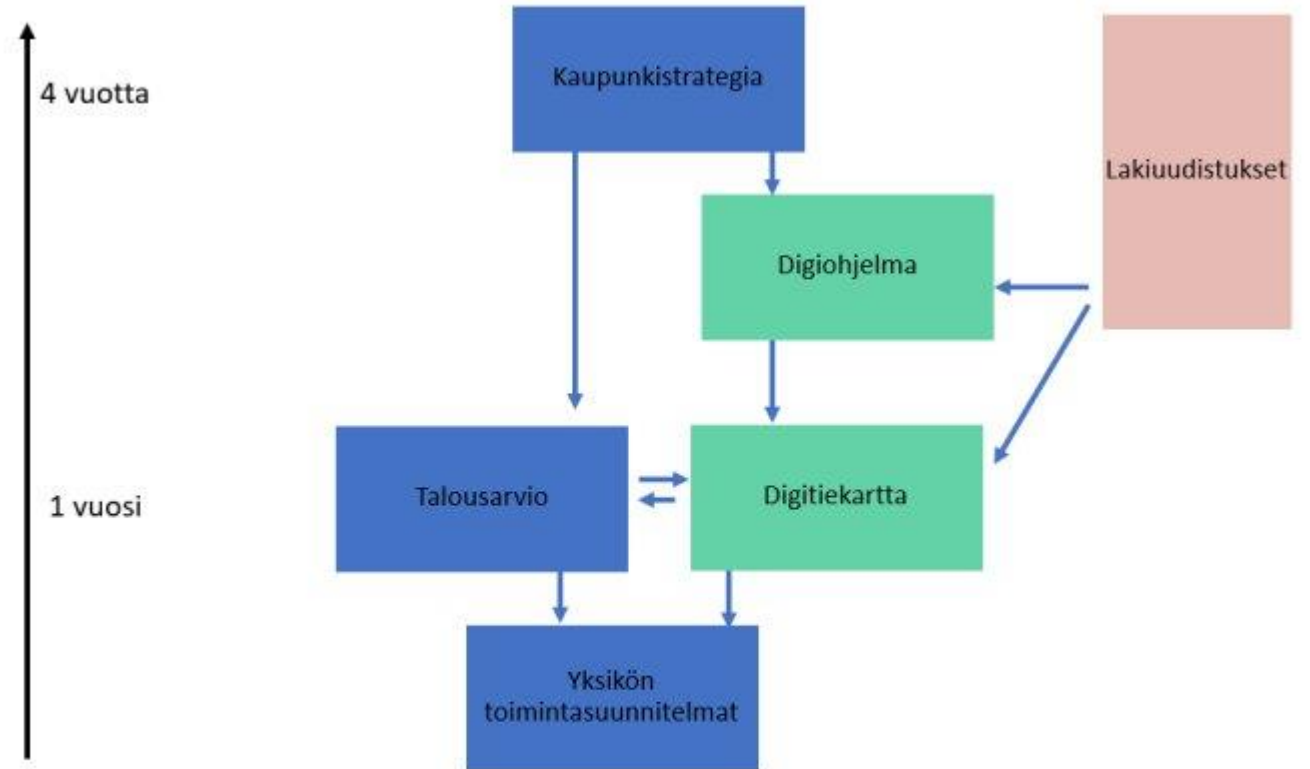 Kaupunkistrategia
4 vuotta
Lakiuudistukset
Digiohjelma
Talousarvio
Digitiekartta
1 vuosi
Yksikön
toimintasuunnitelmat